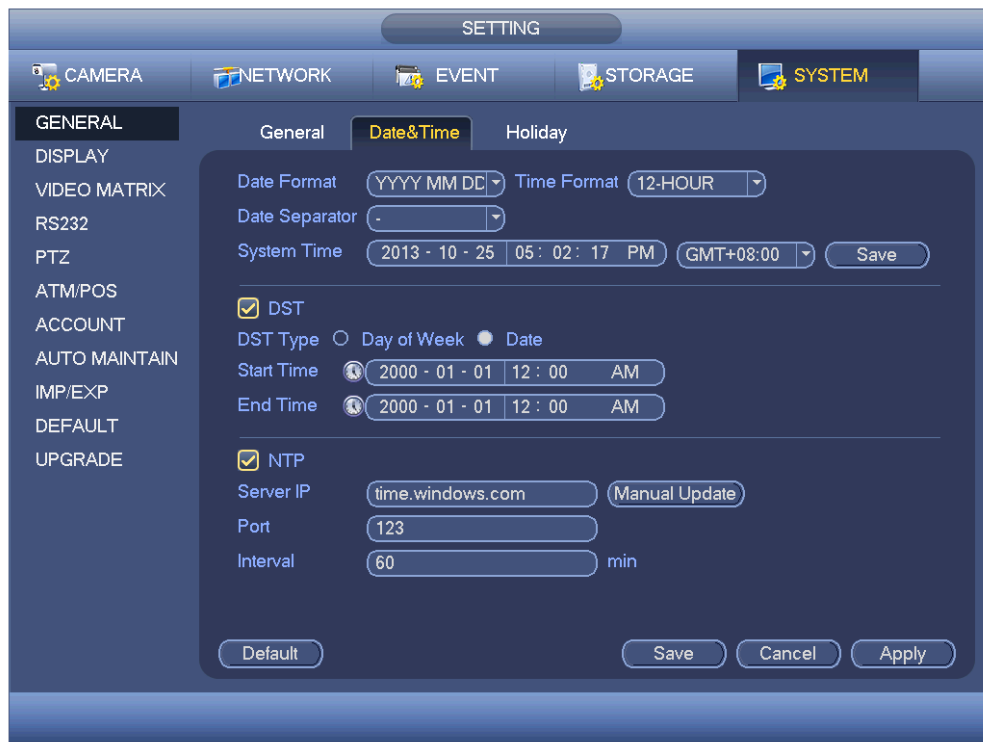 SETTING
CAMERA NETWORK EVENT STORAGE SYSTEM
GENERAL
DISPLAY
VIDEO MATRIX
RS232
PTZ
ATM/POS
ACCOUNT
AUTO MAINTAIN
IMP/EXP
DEFAULT
UPGRADE
General Date&Time Holiday
Date Format YYYY MM DD Time Format 12-HOUR
Date Separator -
System Time 2013 - 10 - 25 05 : 02 : 17 PM GMT+08:00 Save
DST
DST Type Day of Week Date
Start Time 2000 - 01 - 01 12 : 00 AM
End Time 2000 - 01 - 01 12 : 00 AM
NTP
Server IP time.windows.com Manual Update
Port 123
Interval 60 min
Default Save Cancel Apply